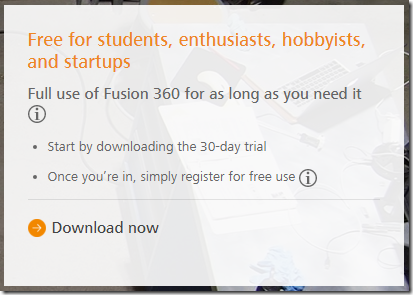 Free for students, enthusiasts, hobbyists,
and startups
Full use of Fusion 360 for as long as you need it
Start by downloading the 30-day trial
Once you're in, simply register for free use
Download now